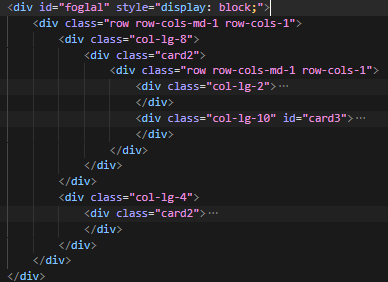 <div id="foglal" style="display: block;">
<div class="row row-cols-md-1 row-cols-1">
<div class="col-lg-8">
<div class="card2">
<div class="row row-cols-md-1 row-cols-1">
<div class="col-lg-2">⋯
</div>
<div class="col-lg-10" id="card3">⋯
</div>
</div>
</div>
</div>
<div class="col-lg-4">
<div class="card2">⋯
</div>
</div>
</div>
</div>